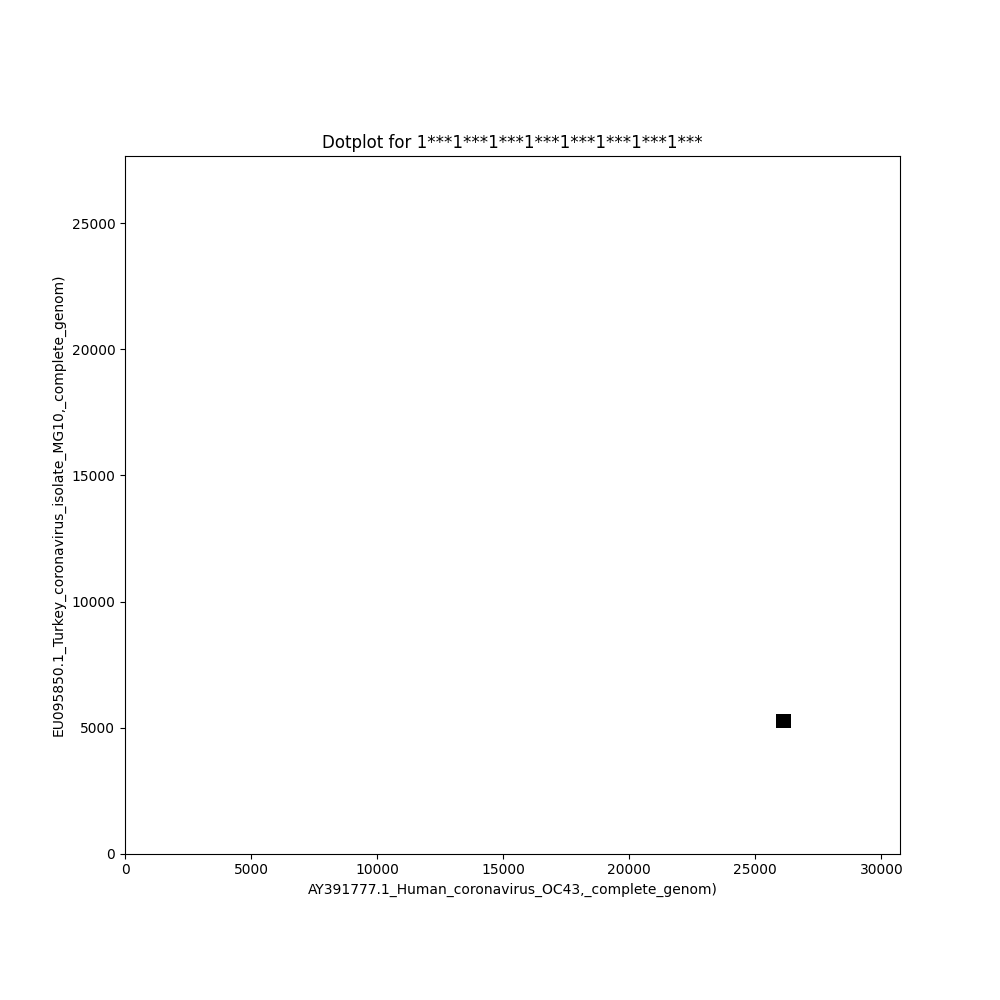 Dotplot for 1***1***1***1***1***1***1***1***
25000
20000
15000
10000
5000
0
EU095850.1_Turkey_coronavirus_isolate_MG10,_complete_genom)
0 5000 10000 15000 20000 25000 30000
AY391777.1_Human_coronavirus_OC43,_complete_genom)